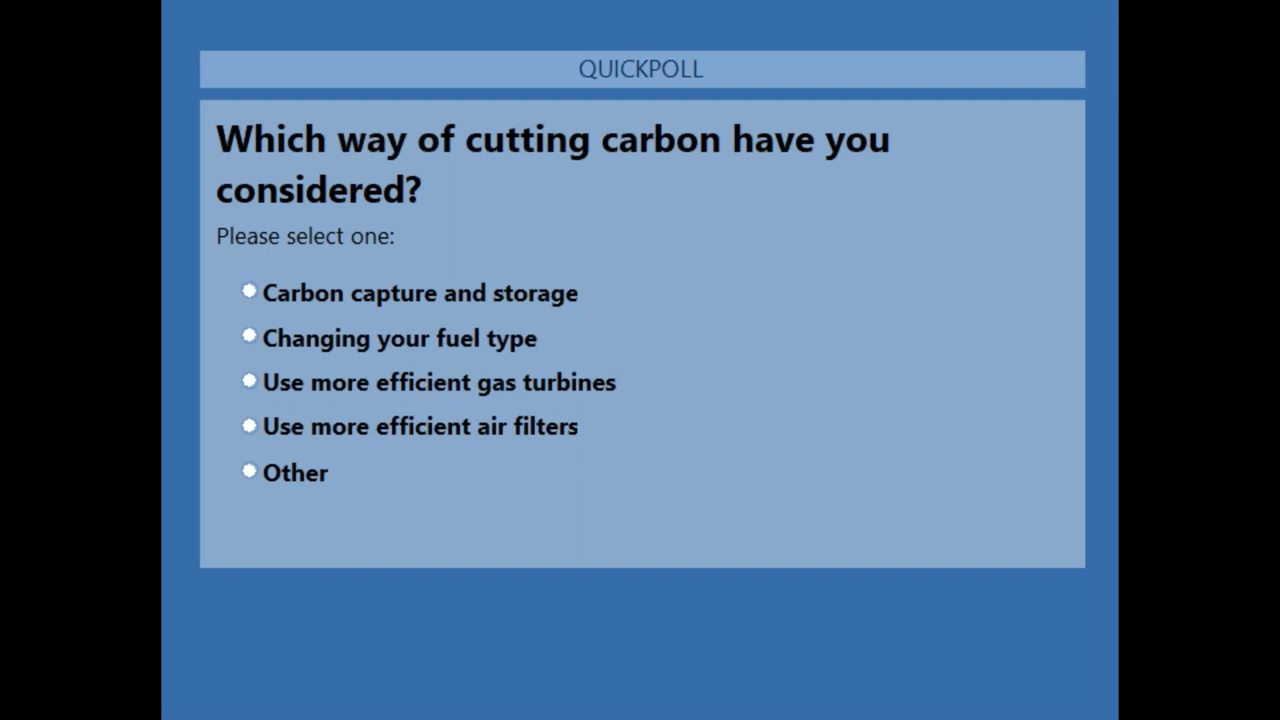 QUICKPOLL
Which way of cutting carbon have you
considered?
Please select one:
Carbon capture and storage
Changing your fuel type
Use more efficient gas turbines
Use more efficient air filters
Other